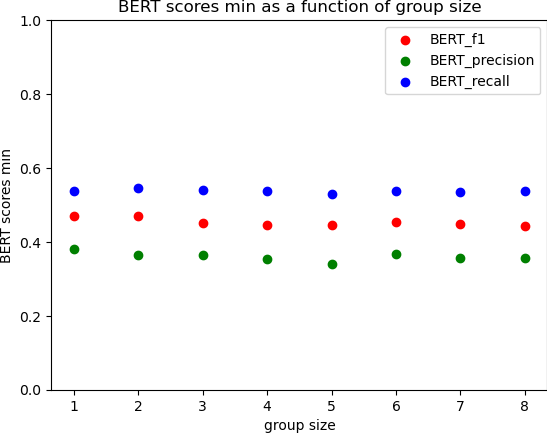 BERT scores min as a function of group size
BERT_f1
BERT_precision
BERT_recall
BERT scores min
1.0
0.8
0.6
0.4
0.2
0.0
1 2 3 4 5 6 7 8
group size